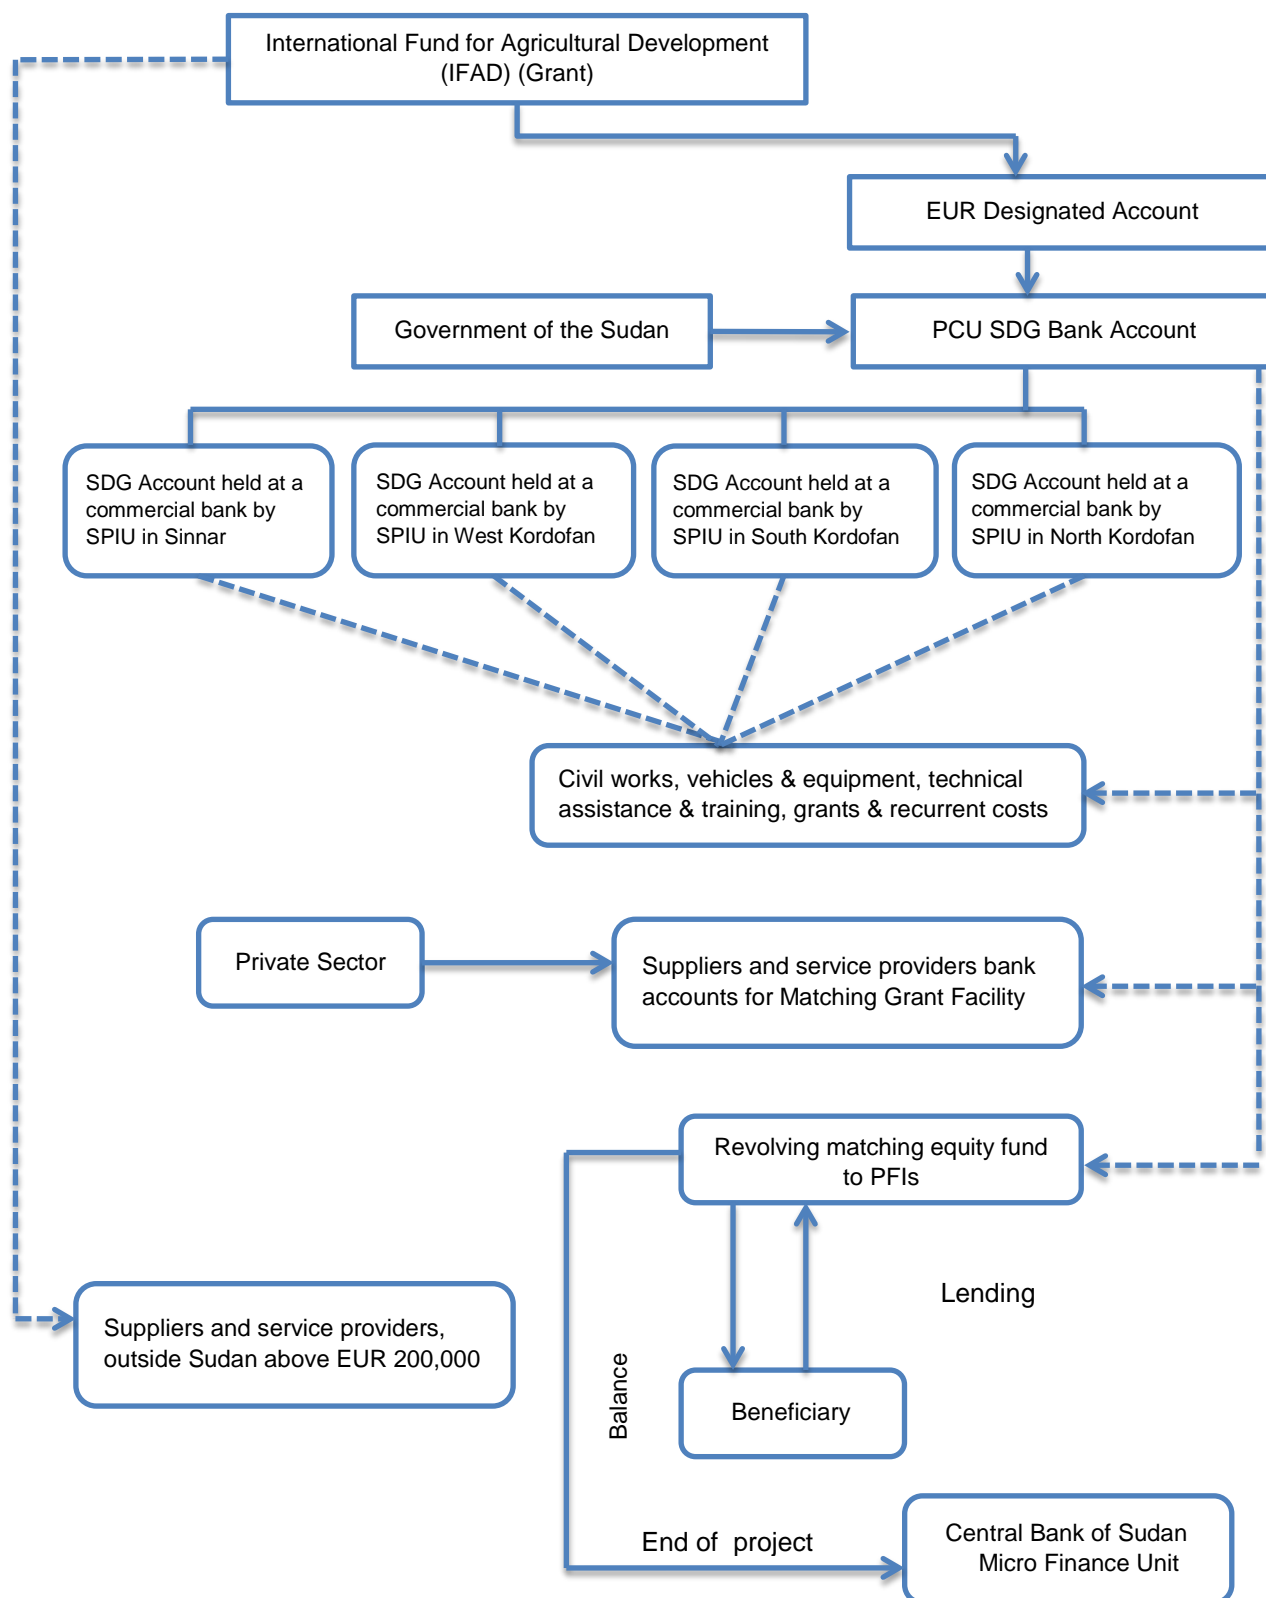 International Fund for Agricultural Development
(IFAD) (Grant)
EUR Designated Account
Government of the Sudan
PCU SDG Bank Account
SDG Account held at a
commercial bank by
SPIU in Sinnar
SDG Account held at a
commercial bank by
SPIU in West Kordofan
SDG Account held at a
commercial bank by
SPIU in South Kordofan
SDG Account held at a
commercial bank by
SPIU in North Kordofan
Civil works, vehicles & equipment, technical
assistance & training, grants & recurrent costs
Private Sector
Suppliers and service providers bank
accounts for Matching Grant Facility
Revolving matching equity fund
to PFIs
Lending
Suppliers and service providers,
outside Sudan above EUR 200,000
Balance
Beneficiary
End of  project
Central Bank of Sudan
Micro Finance Unit